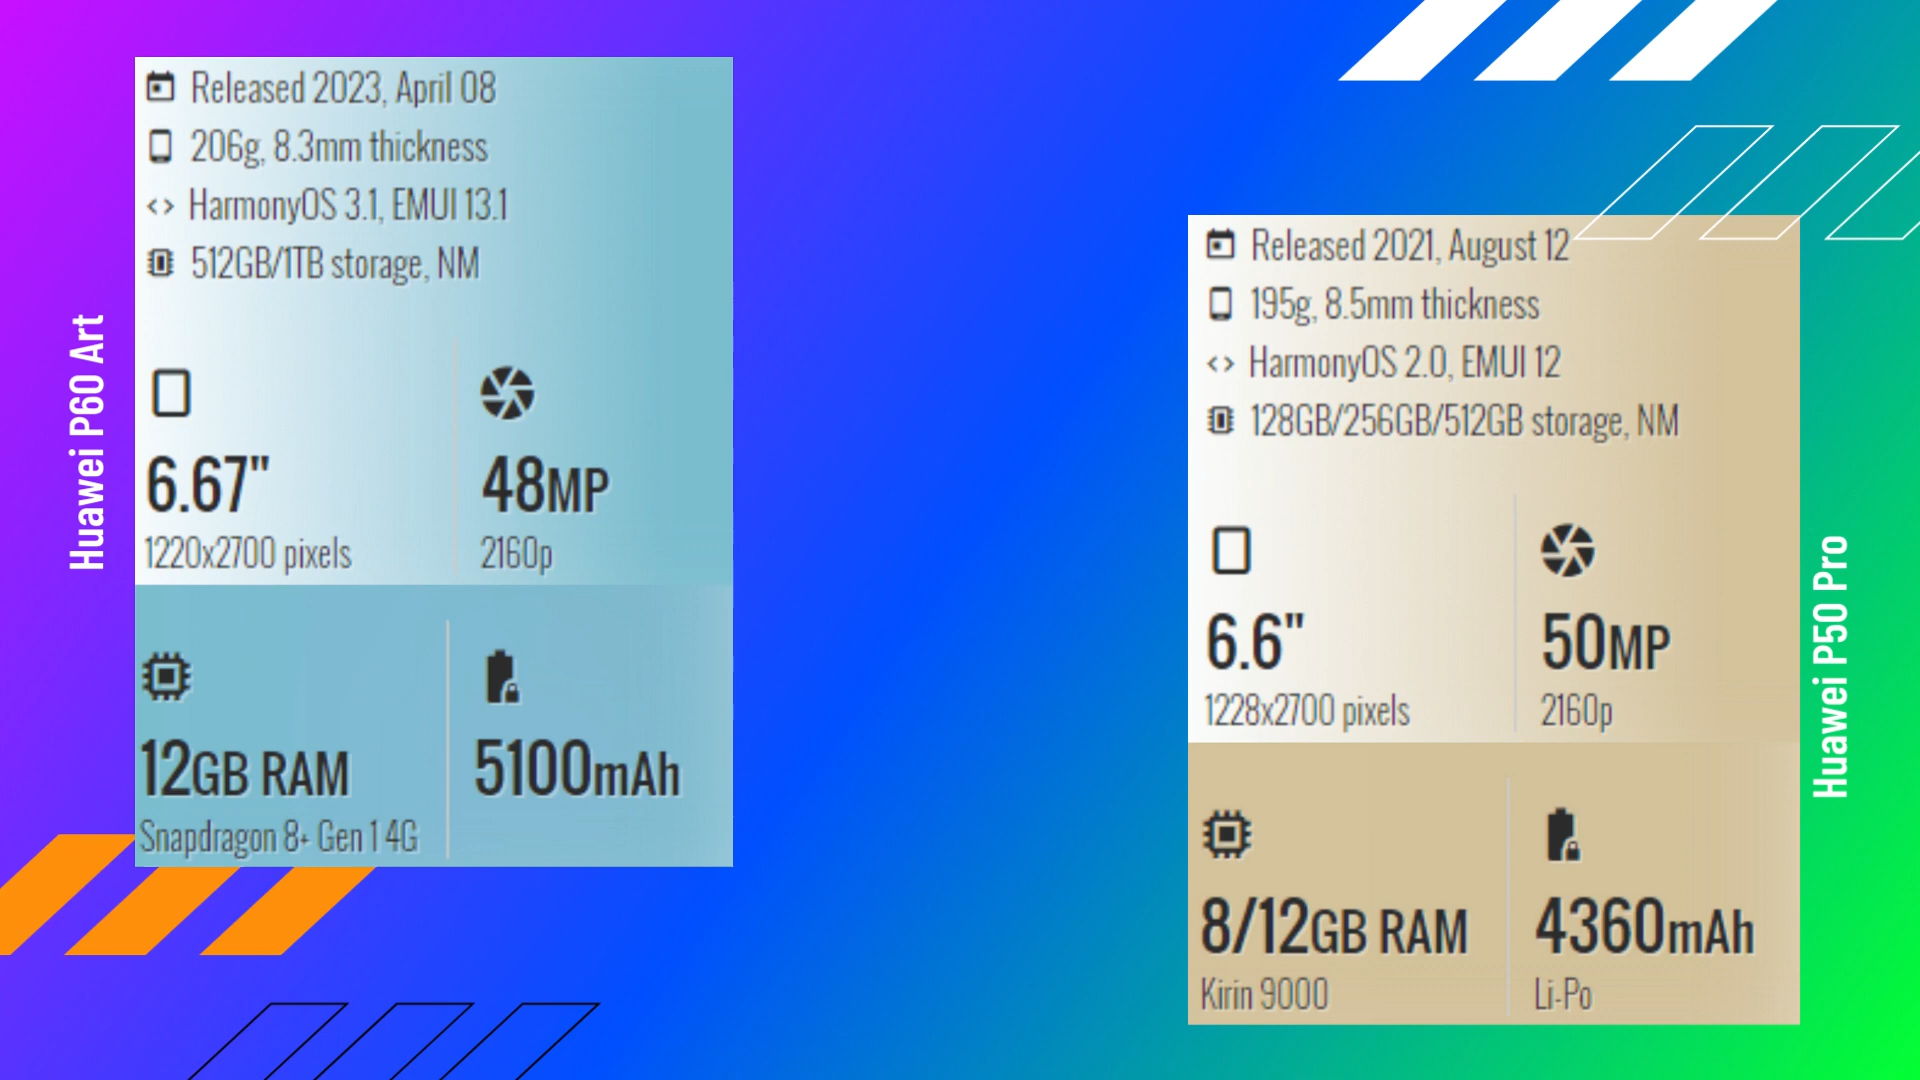 Huawei P60 Art
Released 2023, April 08
206g, 8.3mm thickness
HarmonyOS 3.1, EMUI 13.1
512GB/1TB storage, NM
6.67"
1220x2700 pixels
48MP
2160p
12GB RAM
Snapdragon 8+ Gen 1 4G
5100mAh
Released 2021, August 12
195g, 8.5mm thickness
HarmonyOS 2.0, EMUI 12
128GB/256GB/512GB storage, NM
6.6"
1228x2700 pixels
50MP
2160p
8/12GB RAM
Kirin 9000
4360mAh
Li-Po
Huawei P50 Pro